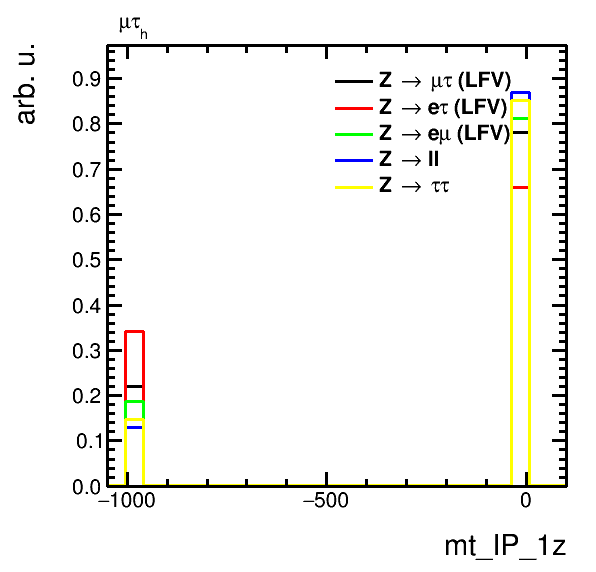 μτh
arb. u.
0.9
0.8
0.7
0.6
0.5
0.4
0.3
0.2
0.1
0.0
Z → μτ (LFV)
Z → eτ (LFV)
Z → eμ (LFV)
Z → ll
Z → ττ
−1000 −500 0
mt_IP_1z